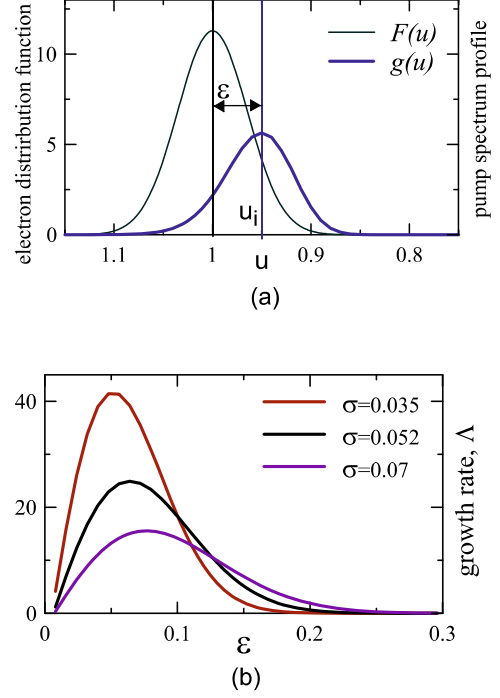 electron distrirbution function
10
5
0
F(u)
g(u)
ε
u_i
pump spectrum profile
1.1
1
0.9
0.8
u
(a)
growth rate, Λ
40
20
0
σ=0.035
σ=0.052
σ=0.07
0
0.1
0.2
0.3
ε
(b)